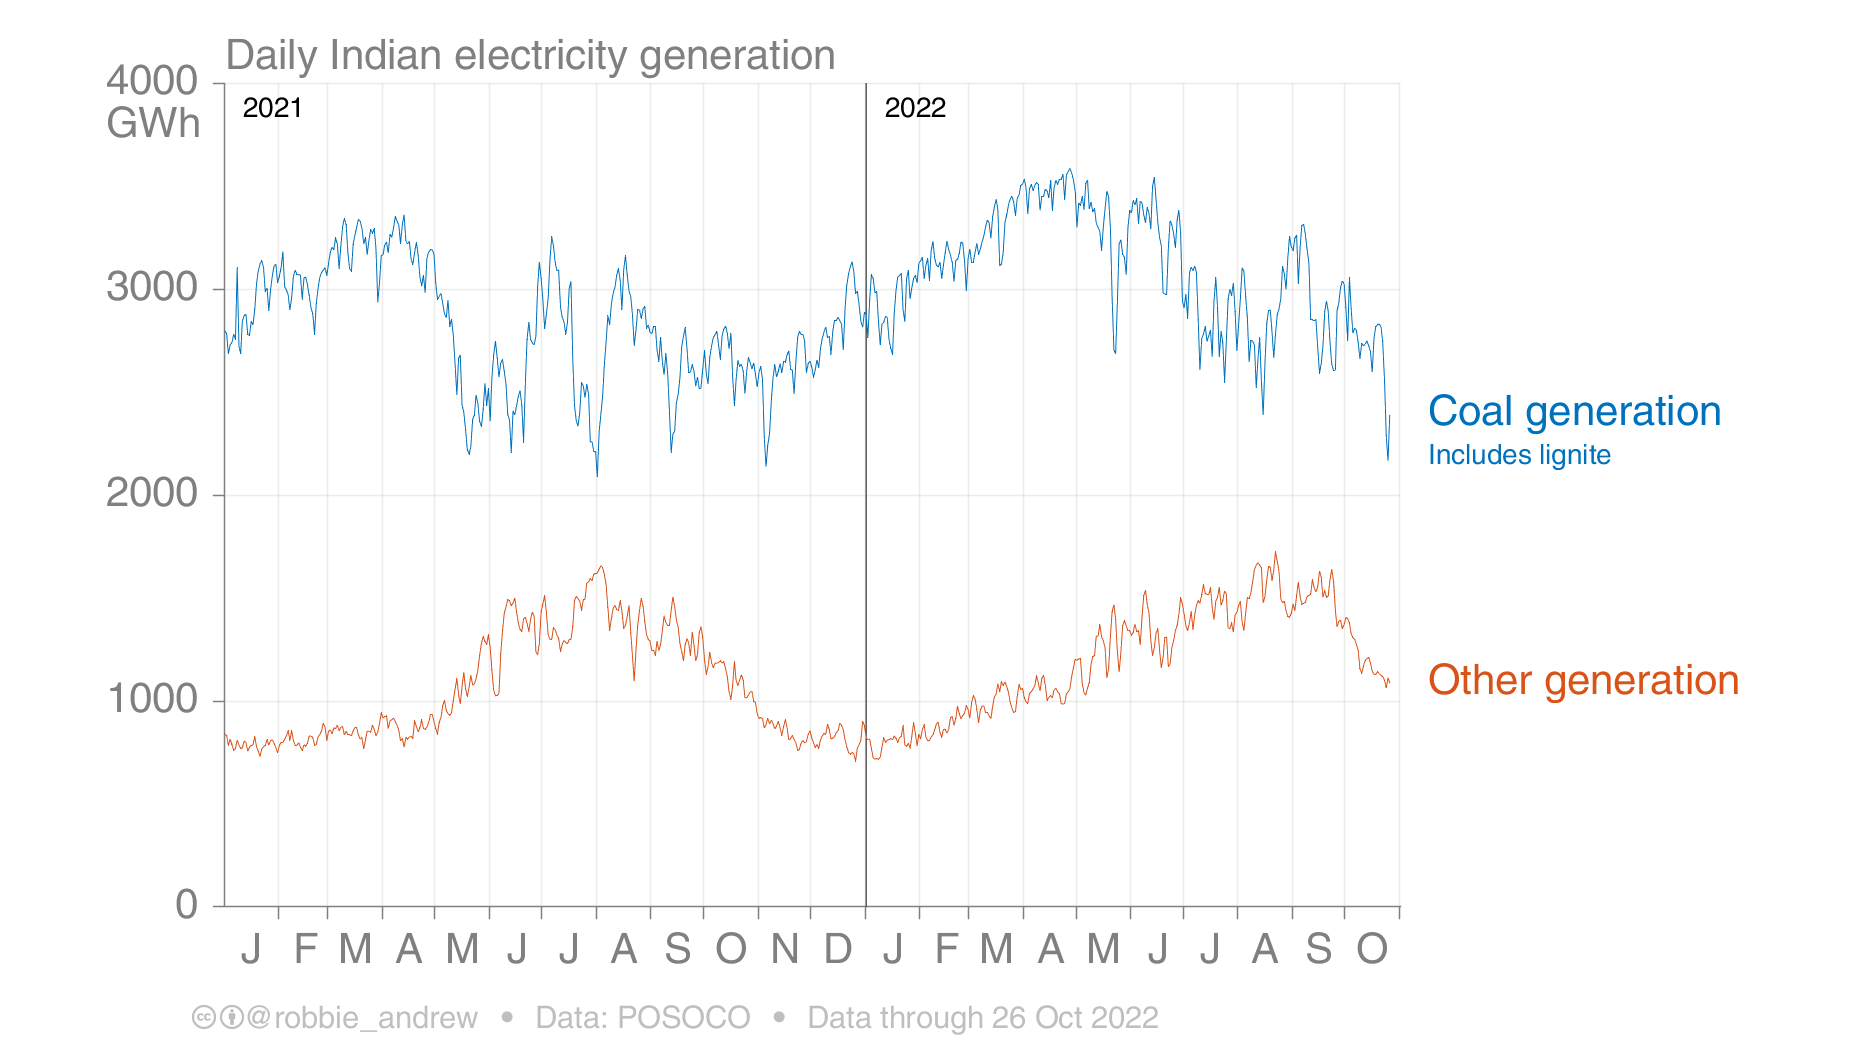 Daily Indian electricity generation
4000
GWh
2021
2022
3000
Coal generation
Includes lignite
2000
Other generation
1000
0
J F M A M J J A S O N D J F M A M J J A S O
cc @robbie_andrew • Data: POSOCO • Data through 26 Oct 2022